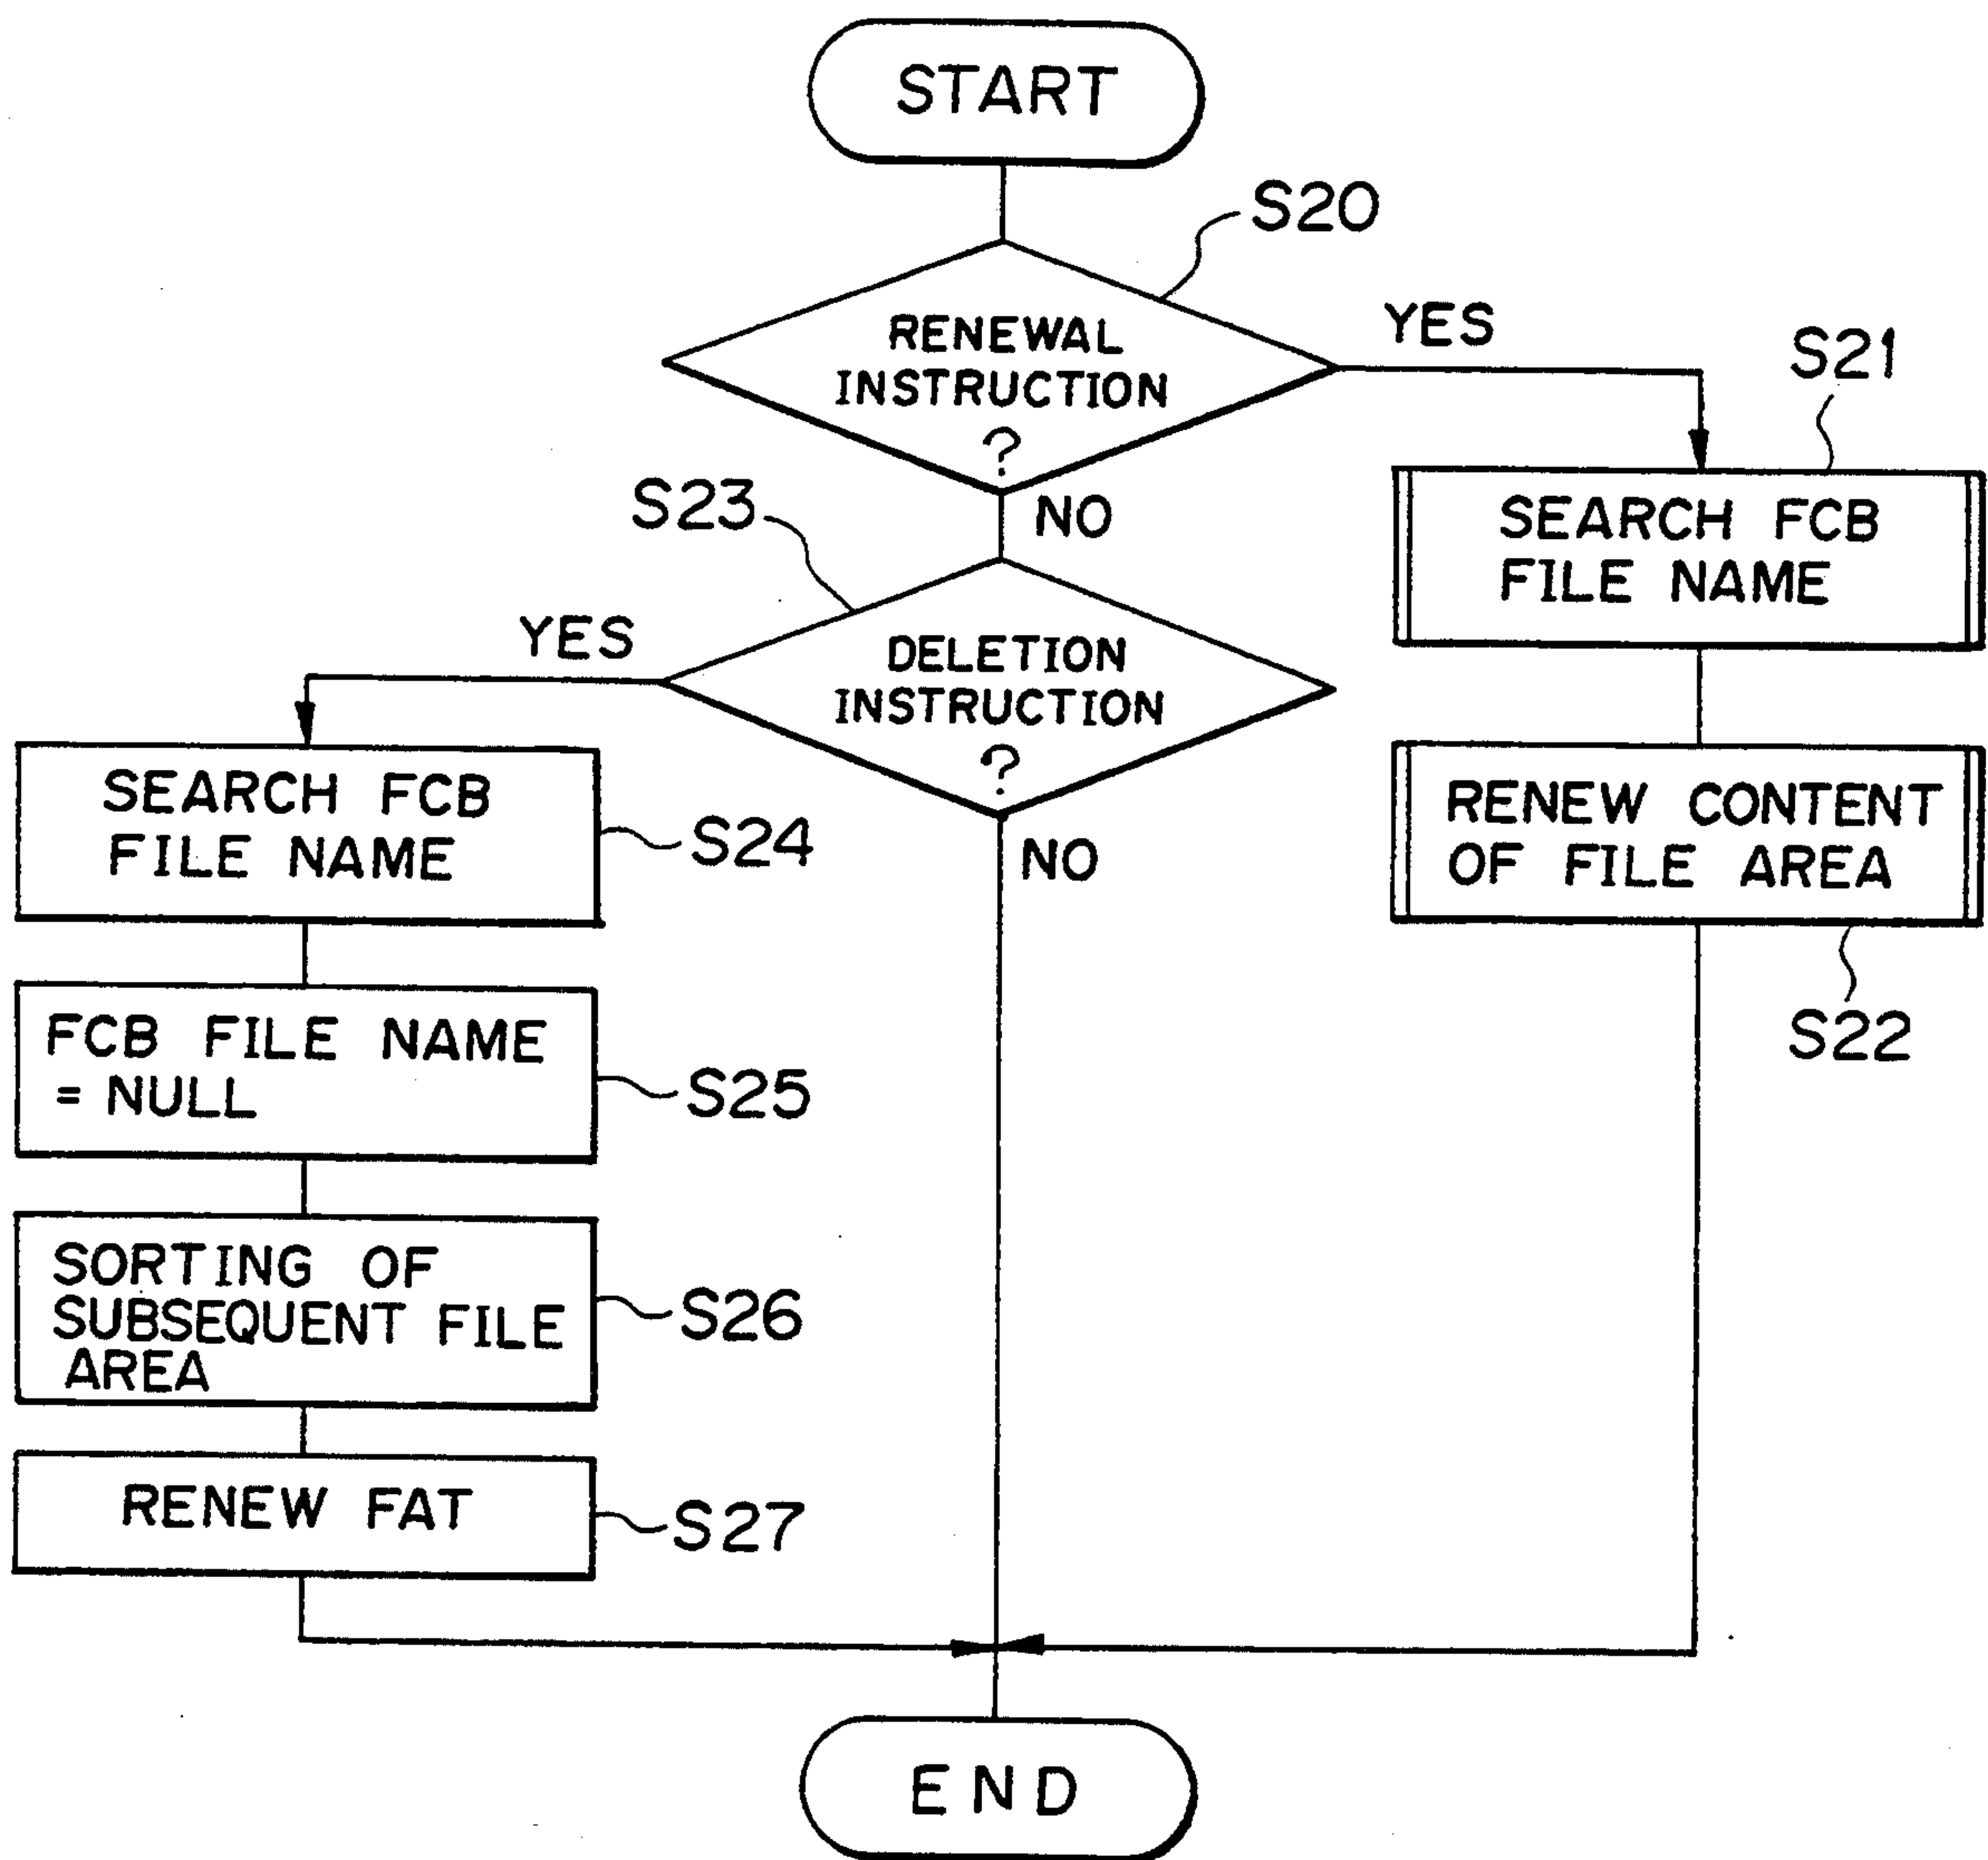 START
S20
RENEWAL
INSTRUCTION
?
YES
NO
S21
SEARCH FCB
FILE NAME
RENEW CONTENT
OF FILE AREA
S22
S23
DELETION
INSTRUCTION
?
YES
NO
SEARCH FCB
FILE NAME
S24
FCB FILE NAME
= NULL
S25
SORTING OF
SUBSEQUENT FILE
AREA
S26
RENEW FAT
S27
END